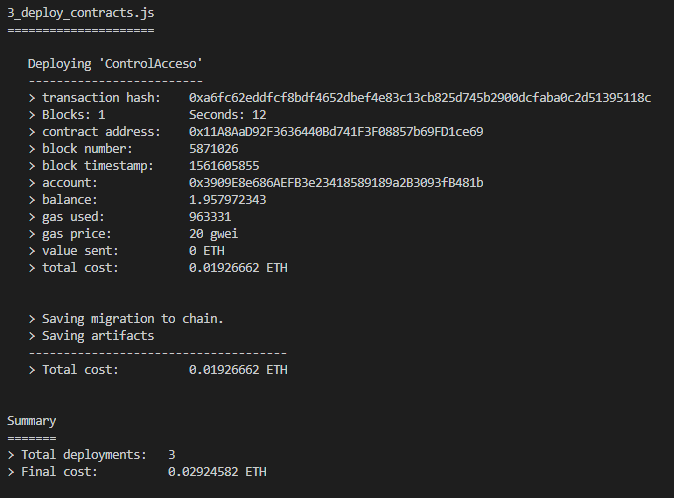 3_deploy_contracts.js
=====================
Deploying 'ControlAcceso'
-------------------------
> transaction hash:    0xa6fc62eddfcf8bdf4652dbef4e83c13cb825d745b2900dcfaba0c2d51395118c
> Blocks: 1            Seconds: 12
> contract address:    0x11A8AaD92F3636440Bd741F3F08857b69FD1ce69
> block number:        5871026
> block timestamp:     1561605855
> account:             0x3909E8e686AEFB3e23418589189a2B3093fB481b
> balance:             1.957972343
> gas used:            963331
> gas price:           20 gwei
> value sent:          0 ETH
> total cost:          0.01926662 ETH
> Saving migration to chain.
> Saving artifacts
-------------------------------------
> Total cost:          0.01926662 ETH
Summary
=======
> Total deployments:   3
> Final cost:          0.02924582 ETH